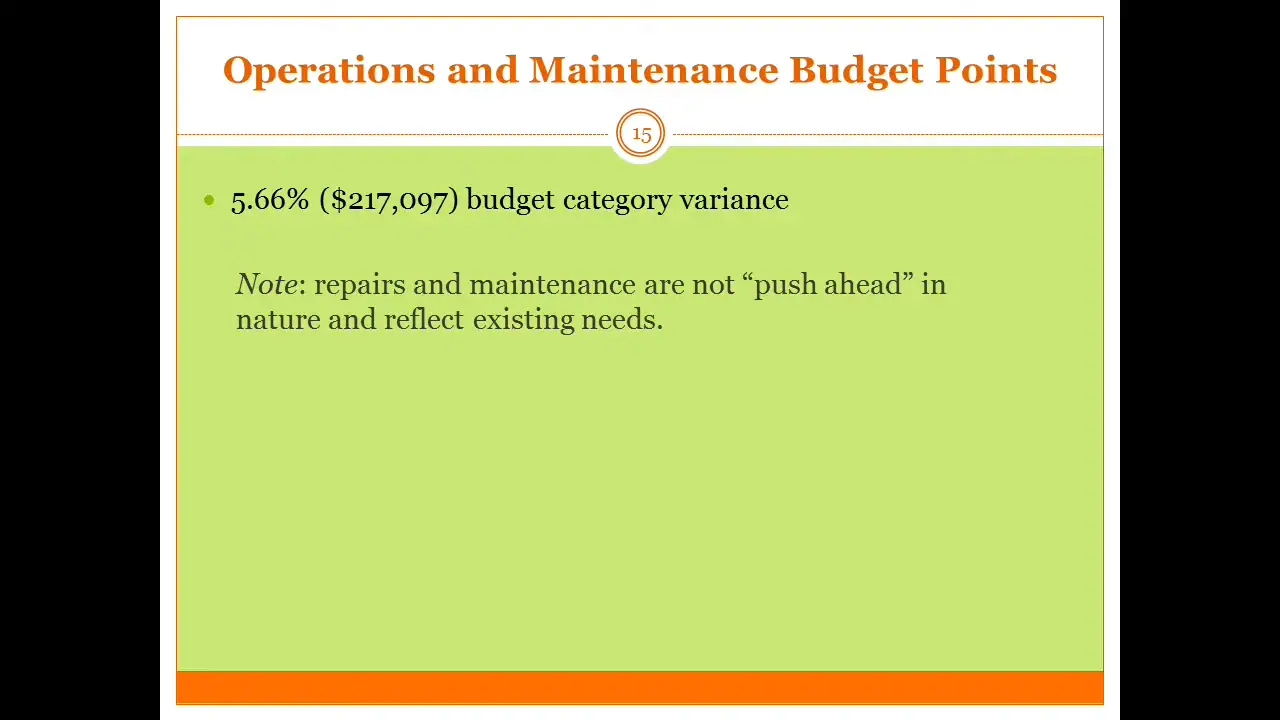 Operations and Maintenance Budget Points
15
• 5.66% ($217,097) budget category variance
Note: repairs and maintenance are not “push ahead” in
nature and reflect existing needs.